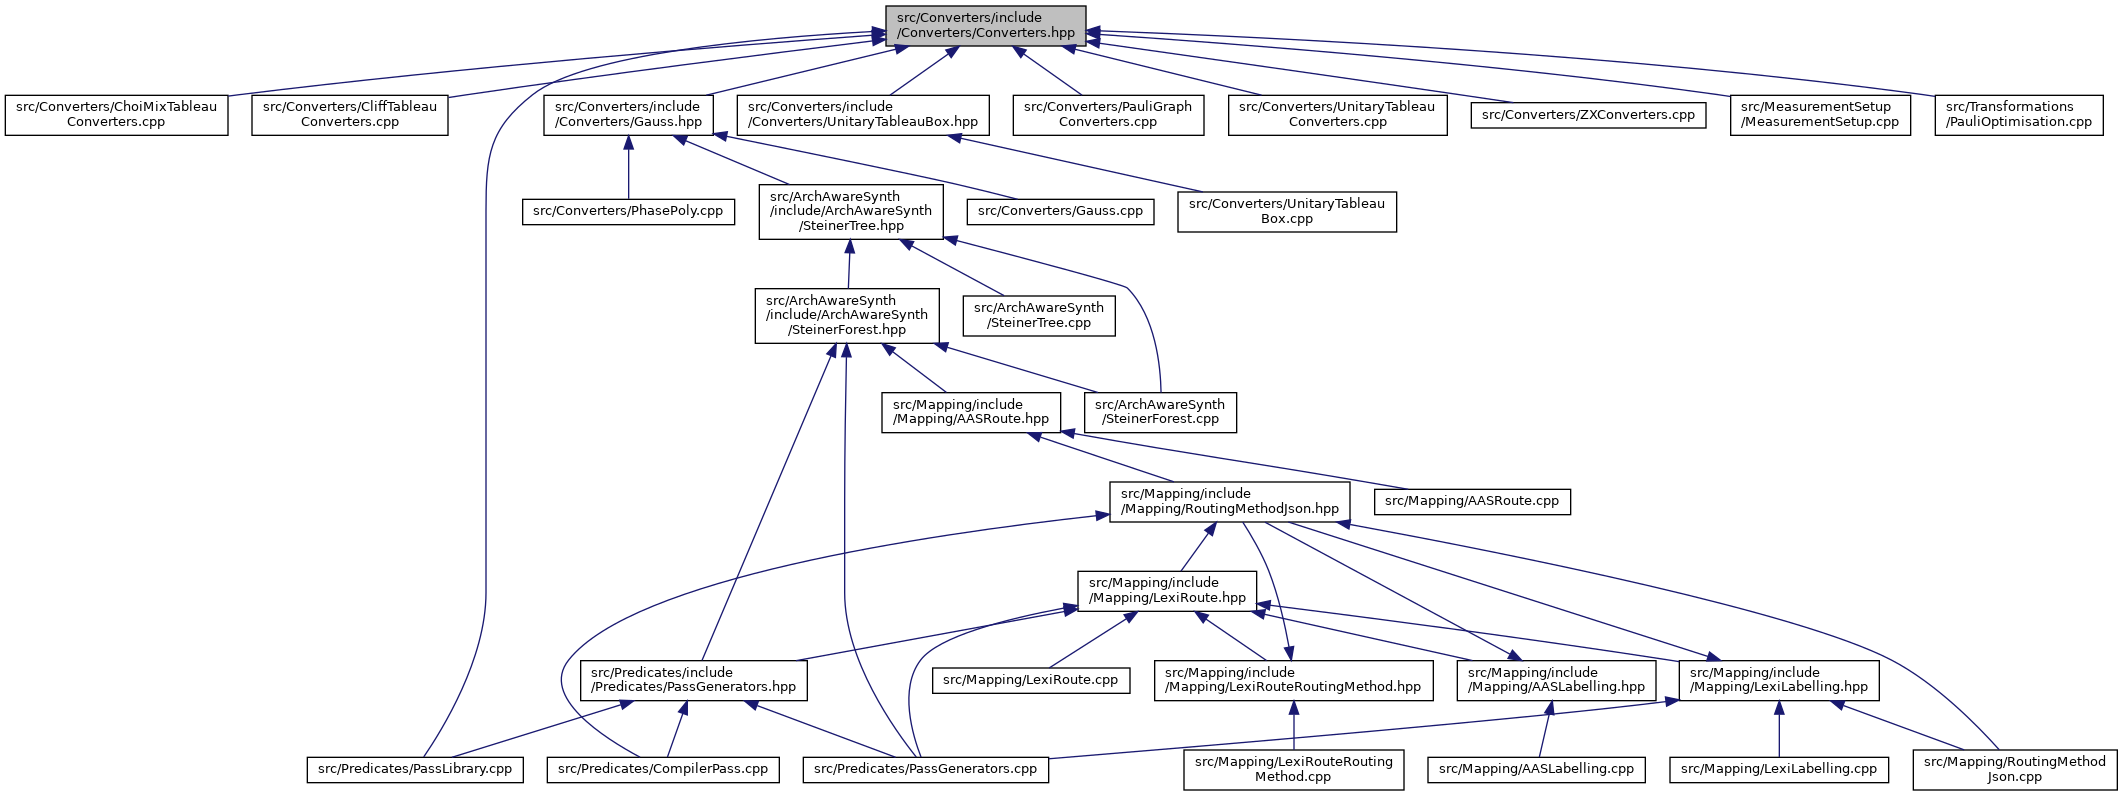 src/Converters/include
/Converters/Converters.hpp
src/Converters/ChoiMixTableau
Converters.cpp
src/Converters/CliffTableau
Converters.cpp
src/Converters/include
/Converters/Gauss.hpp
src/Converters/include
/Converters/UnitaryTableauBox.hpp
src/Converters/PauliGraph
Converters.cpp
src/Converters/UnitaryTableau
Converters.cpp
src/Converters/ZXConverters.cpp
src/MeasurementSetup
/MeasurementSetup.cpp
src/Transformations
/PauliOptimisation.cpp
src/Converters/PhasePoly.cpp
src/ArchAwareSynth
/include/ArchAwareSynth
/SteinerTree.hpp
src/Converters/Gauss.cpp
src/Converters/UnitaryTableau
Box.cpp
src/ArchAwareSynth
/include/ArchAwareSynth
/SteinerForest.hpp
src/ArchAwareSynth
/SteinerTree.cpp
src/Mapping/include
/Mapping/AASRoute.hpp
src/ArchAwareSynth
/SteinerForest.cpp
src/Mapping/include
/Mapping/RoutingMethodJson.hpp
src/Mapping/AASRoute.cpp
src/Mapping/include
/Mapping/LexiRoute.hpp
src/Predicates/include
/Predicates/PassGenerators.hpp
src/Mapping/LexiRoute.cpp
src/Mapping/include
/Mapping/LexiRouteRoutingMethod.hpp
src/Mapping/include
/Mapping/AASLabelling.hpp
src/Mapping/include
/Mapping/LexiLabelling.hpp
src/Predicates/PassLibrary.cpp
src/Predicates/CompilerPass.cpp
src/Predicates/PassGenerators.cpp
src/Mapping/LexiRouteRouting
Method.cpp
src/Mapping/AASLabelling.cpp
src/Mapping/LexiLabelling.cpp
src/Mapping/RoutingMethod
Json.cpp